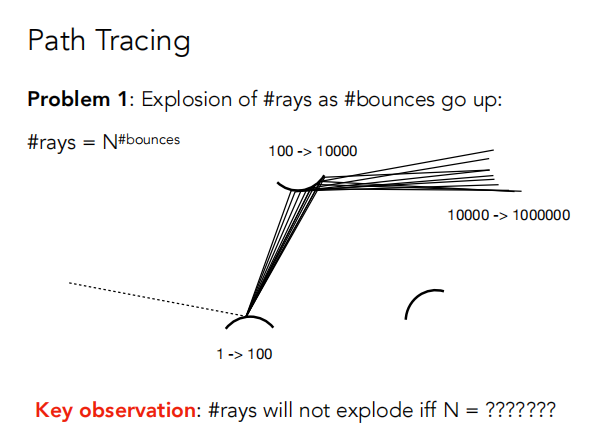 Path Tracing
Problem 1: Explosion of #rays as #bounces go up:
#rays = N#bounces
100 -> 10000
10000 -> 1000000
1 -> 100
Key observation: #rays will not explode iff N = ???????